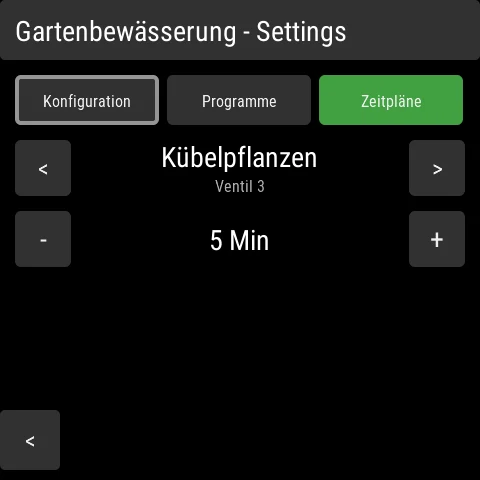 Gartenbewässerung - Settings
Konfiguration Programme Zeitpläne
< Kübelpflanzen >
Ventil 3
- 5 Min +
<